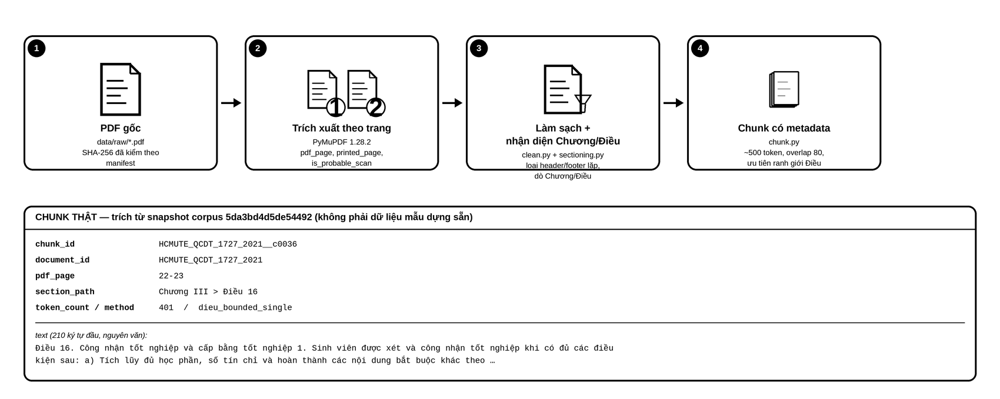 1
PDF gốc
data/raw/*.pdf
SHA-256 đã kiểm theo
manifest
2
1 2
Trích xuất theo trang
PyMuPDF 1.28.2
pdf_page, printed_page,
is_probable_scan
3
Làm sạch +
nhận diện Chương/Điều
clean.py + sectioning.py
loại header/footer lặp,
dò Chương/Điều
4
Chunk có metadata
chunk.py
~500 token, overlap 80,
ưu tiên ranh giới Điều
CHUNK THẬT — trích từ snapshot corpus 5da3bd4d5de54492 (không phải dữ liệu mẫu dựng sẵn)
chunk_id HCMUTE_QCDT_1727_2021__c0036
document_id HCMUTE_QCDT_1727_2021
pdf_page 22-23
section_path Chương III > Điều 16
token_count / method 401 / dieu_bounded_single
text (210 ký tự đầu, nguyên văn):
Điều 16. Công nhận tốt nghiệp và cấp bằng tốt nghiệp 1. Sinh viên được xét và công nhận tốt nghiệp khi có đủ các điều
kiện sau: a) Tích lũy đủ học phần, số tín chỉ và hoàn thành các nội dung bắt buộc khác theo …